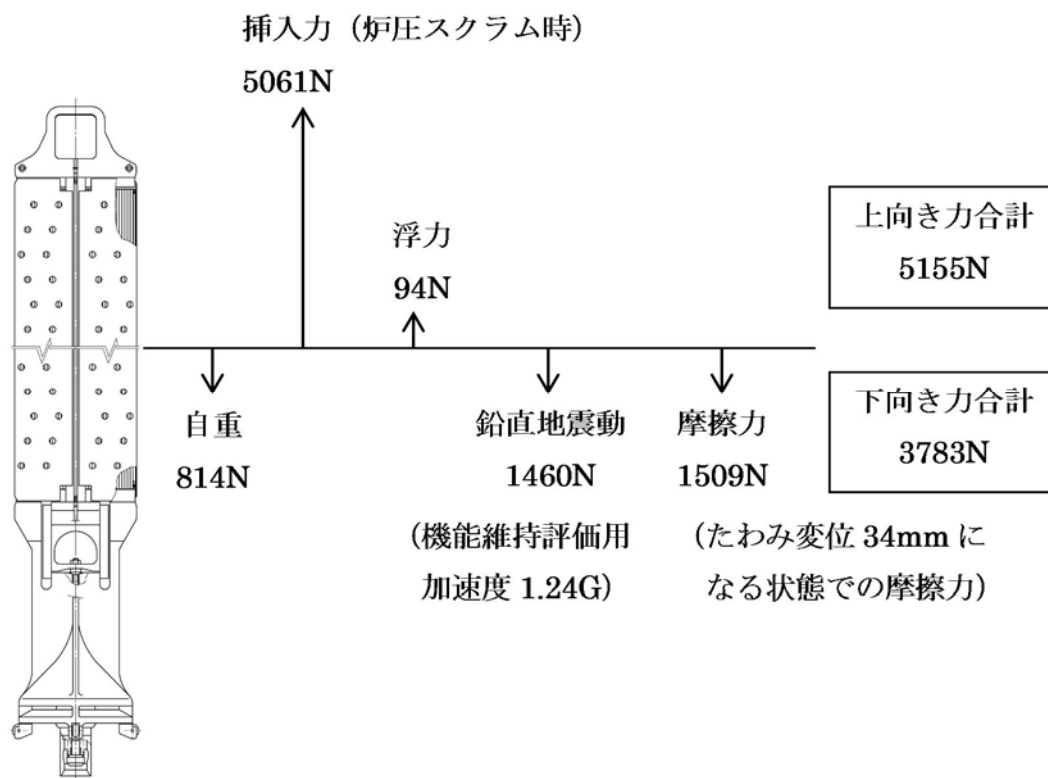 挿入力（炉圧スクラム時）
5061N
浮力
94N
上向き力合計
5155N
自重
814N
鉛直地震動
1460N
（機能維持評価用
加速度 1.24G）
摩擦力
1509N
（たわみ変位 34mm に
なる状態での摩擦力）
下向き力合計
3783N